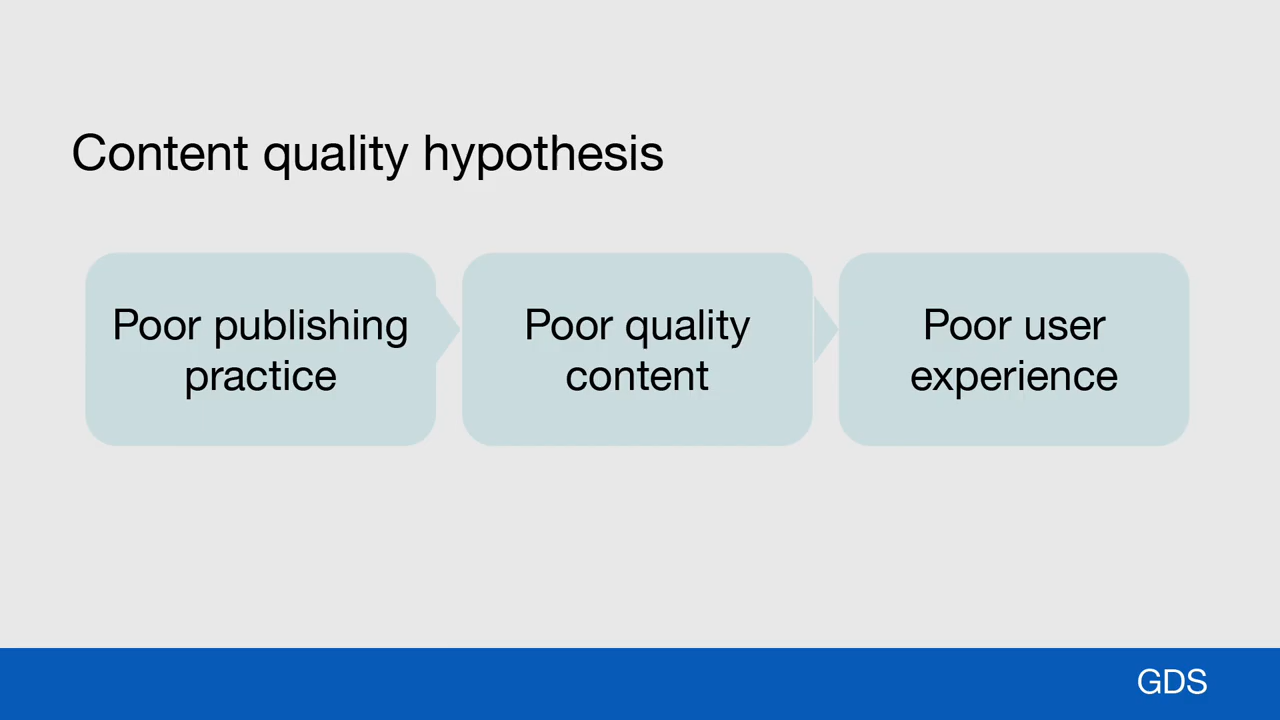 Content quality hypothesis
Poor publishing
practice
Poor quality
content
Poor user
experience
GDS